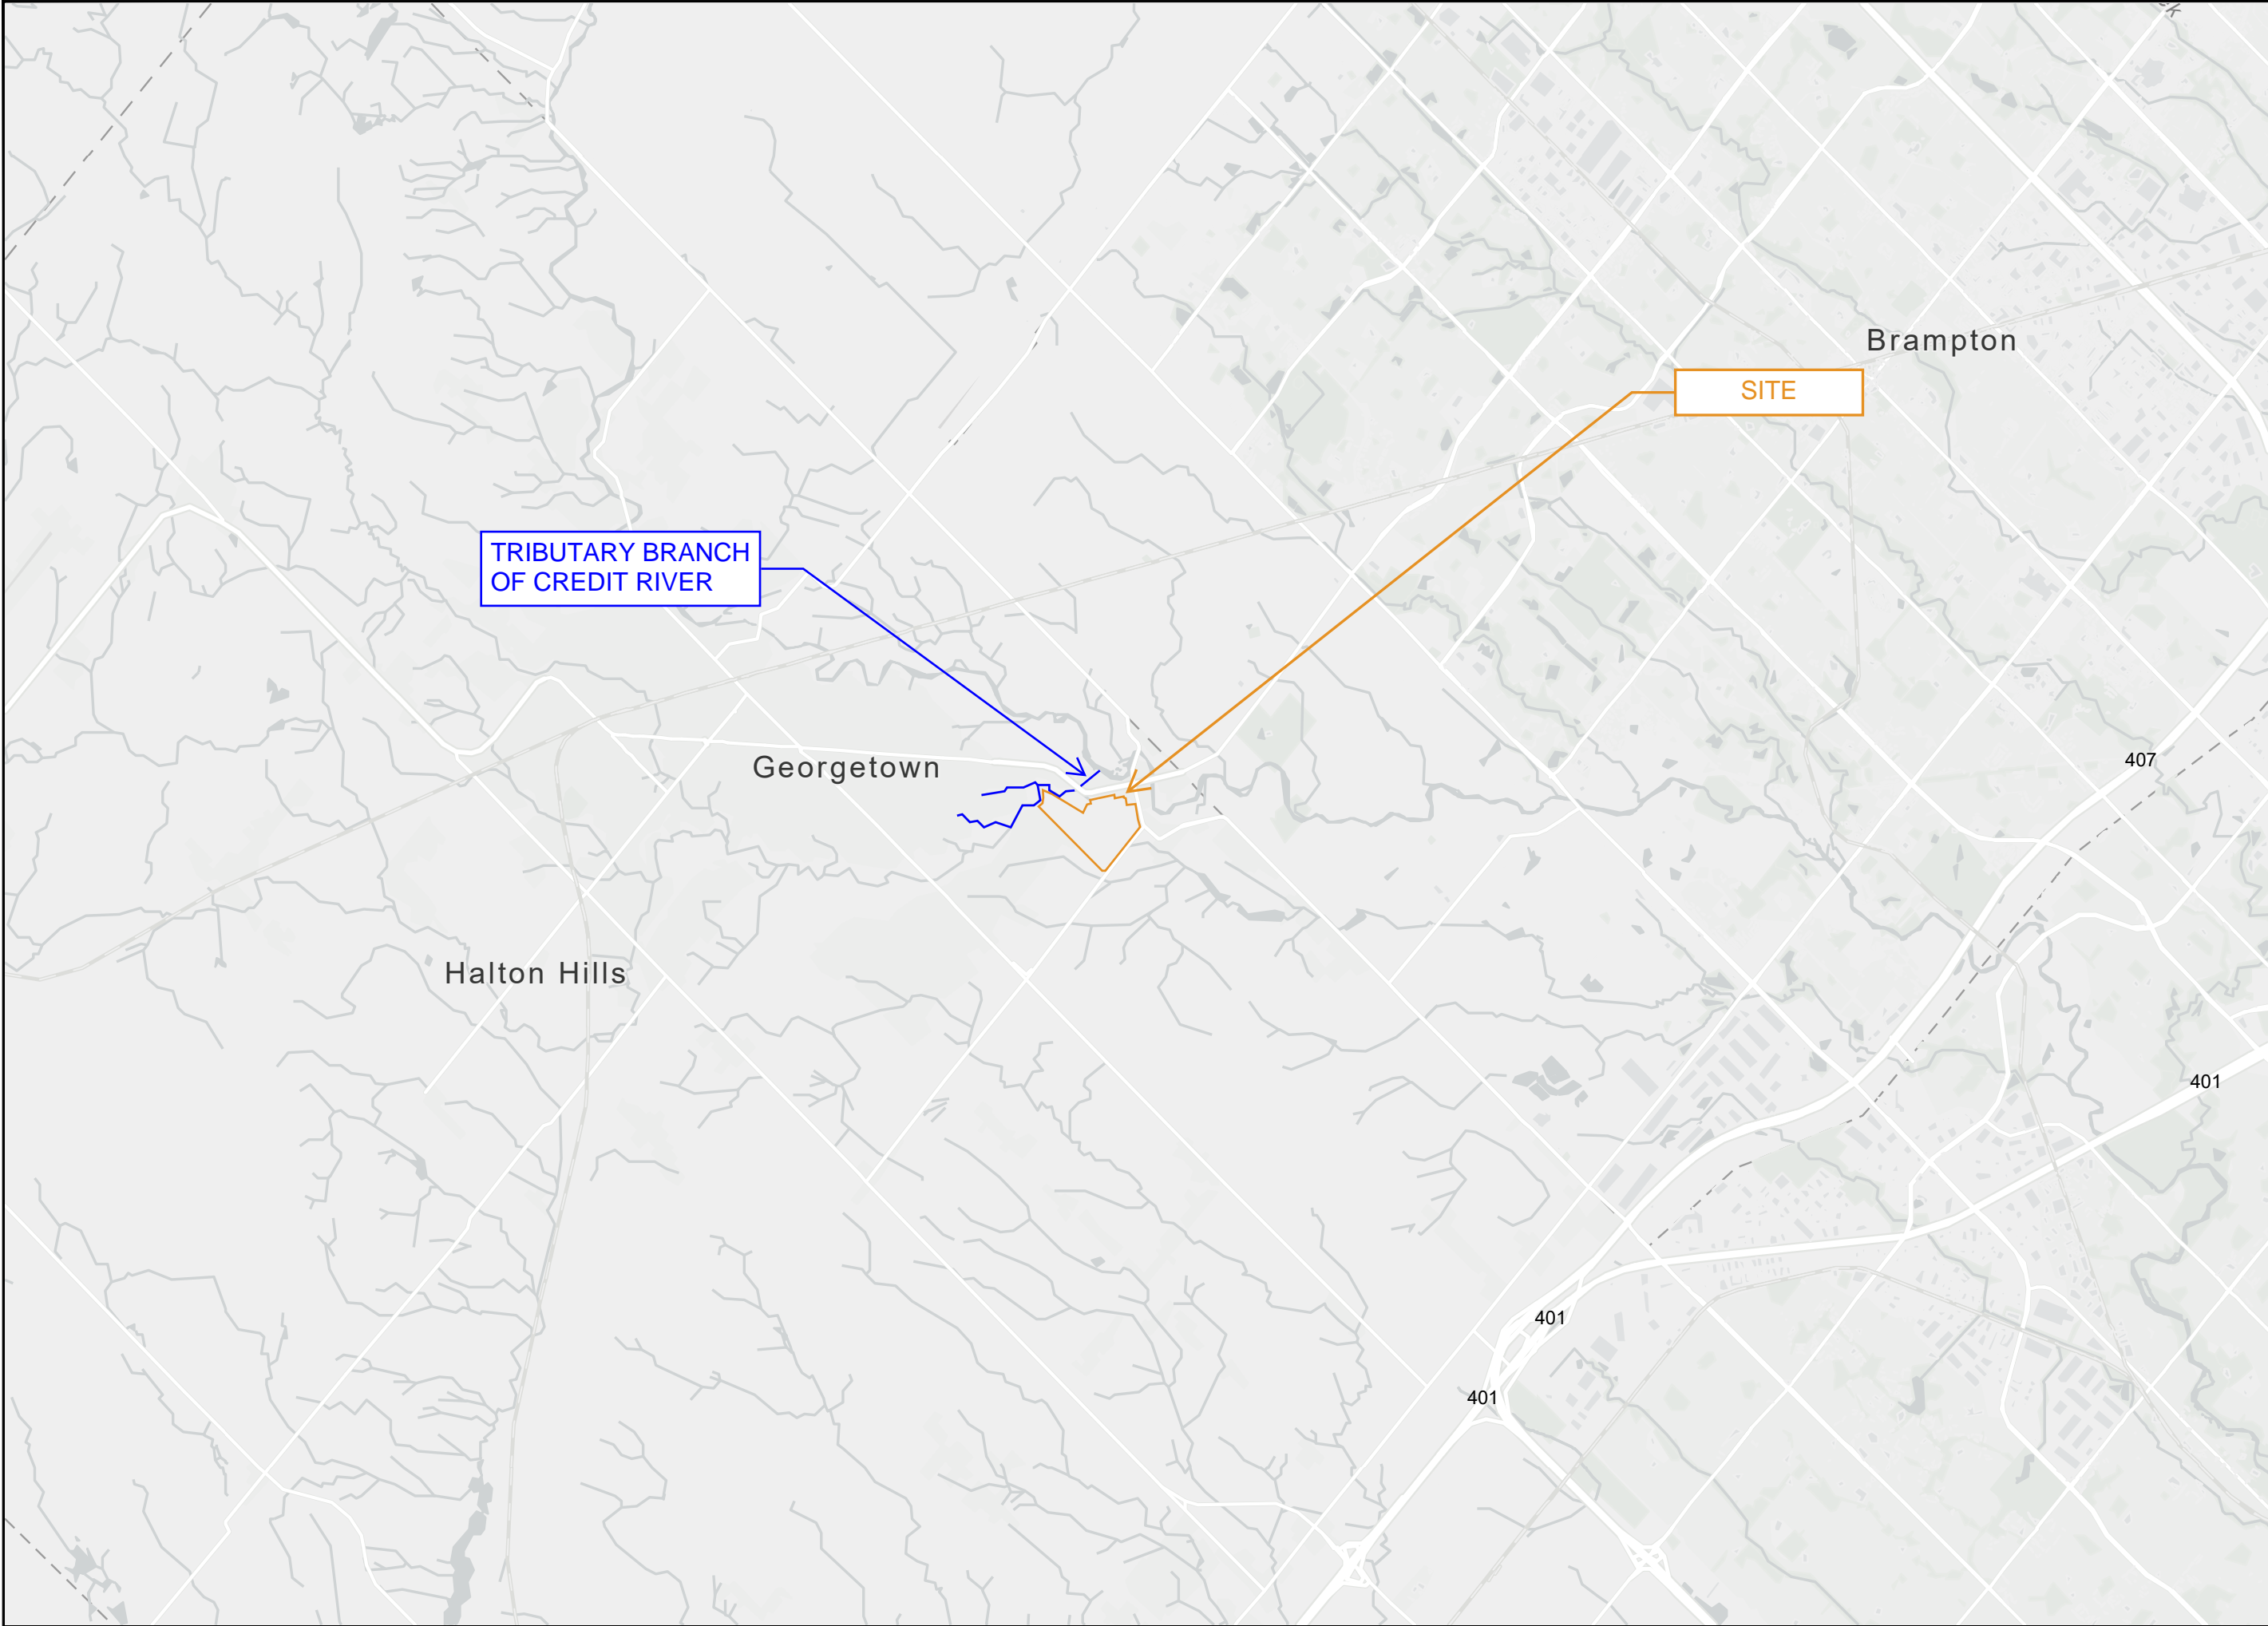 Brampton
SITE
TRIBUTARY BRANCH
OF CREDIT RIVER
407
Georgetown
Halton Hills
401
401
401